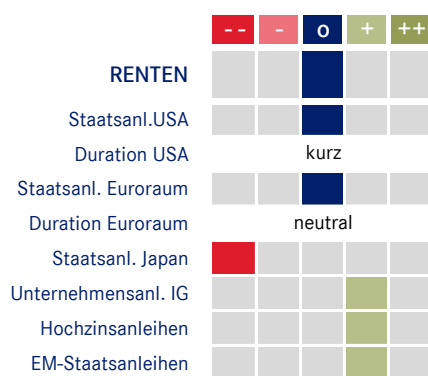 -- - o + ++
RENTEN
Staatsanl.USA
Duration USA kurz
Staatsanl. Euroraum
Duration Euroraum neutral
Staatsanl. Japan
Unternehmensanl. IG
Hochzinsanleihen
EM-Staatsanleihen